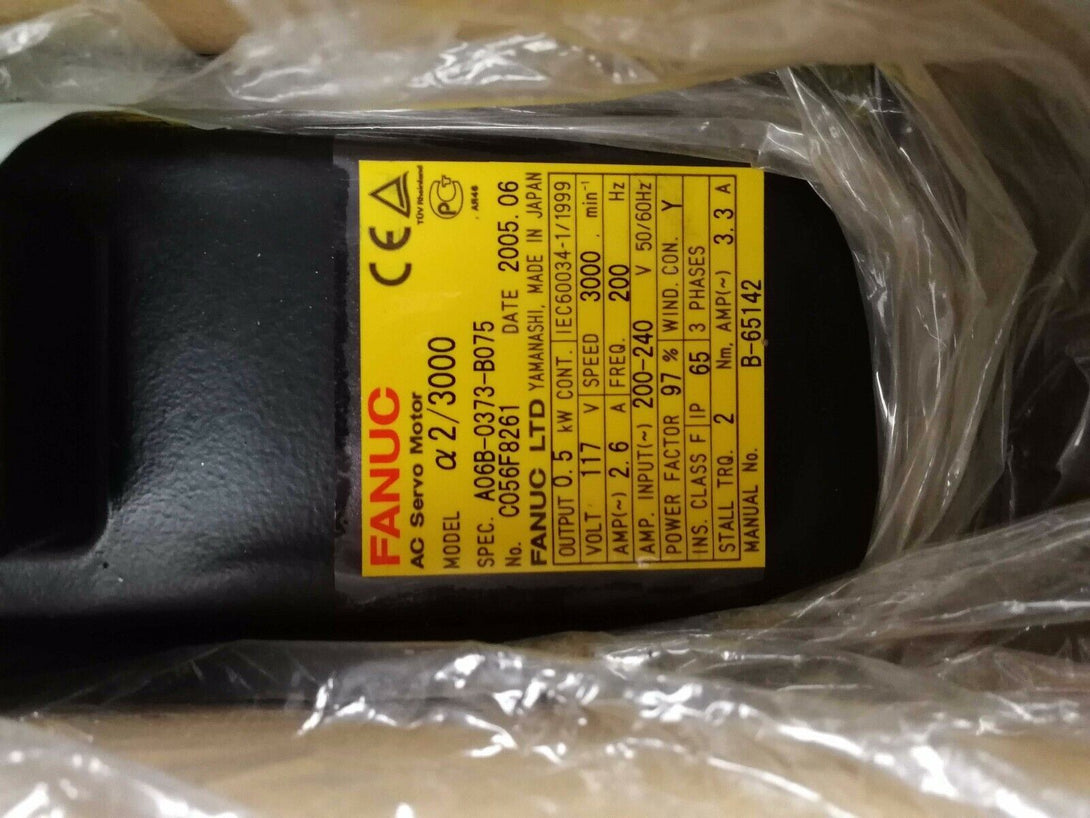 FANUC CE
AC Servo Motor TÜV Rheinland
MODEL α2/3000 PCT
SPEC. A06B-0373-B075 AR46
No. C056F8261 DATE 2005.06
FANUC LTD YAMANASHI, MADE IN JAPAN
OUTPUT 0.5 kW CONT. IEC60034-1/1999
VOLT 117 V SPEED 3000 min⁻¹
AMP(~) 2.6 A FREQ. 200 Hz
AMP. INPUT(~) 200-240 V 50/60Hz
POWER FACTOR 97 % WIND. CON. Y
INS. CLASS F IP 65 3 PHASES
STALL TRQ. 2 Nm, AMP(~) 3.3 A
MANUAL No. B-65142